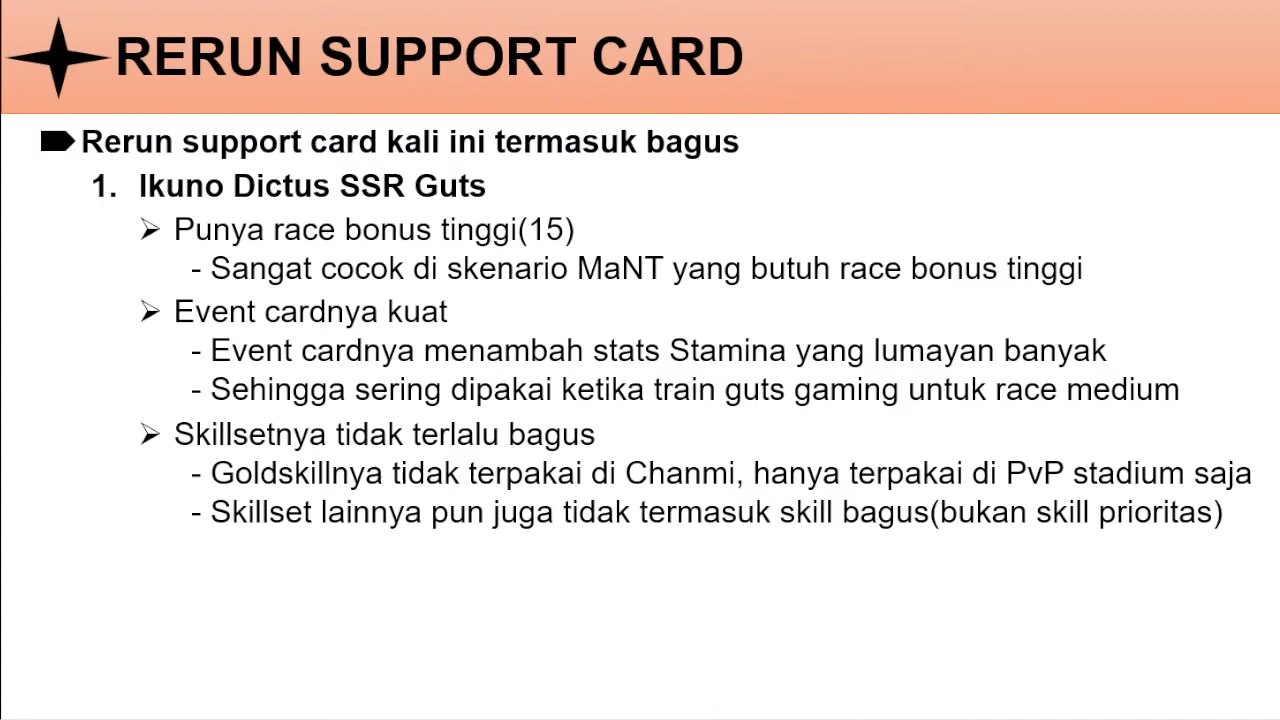 RERUN SUPPORT CARD
Rerun support card kali ini termasuk bagus
1. Ikuno Dictus SSR Guts
➢ Punya race bonus tinggi(15)
- Sangat cocok di skenario MaNT yang butuh race bonus tinggi
➢ Event cardnya kuat
- Event cardnya menambah stats Stamina yang lumayan banyak
- Sehingga sering dipakai ketika train guts gaming untuk race medium
➢ Skillsetnya tidak terlalu bagus
- Goldskillnya tidak terpakai di Chanmi, hanya terpakai di PvP stadium saja
- Skillset lainnya pun juga tidak termasuk skill bagus(bukan skill prioritas)